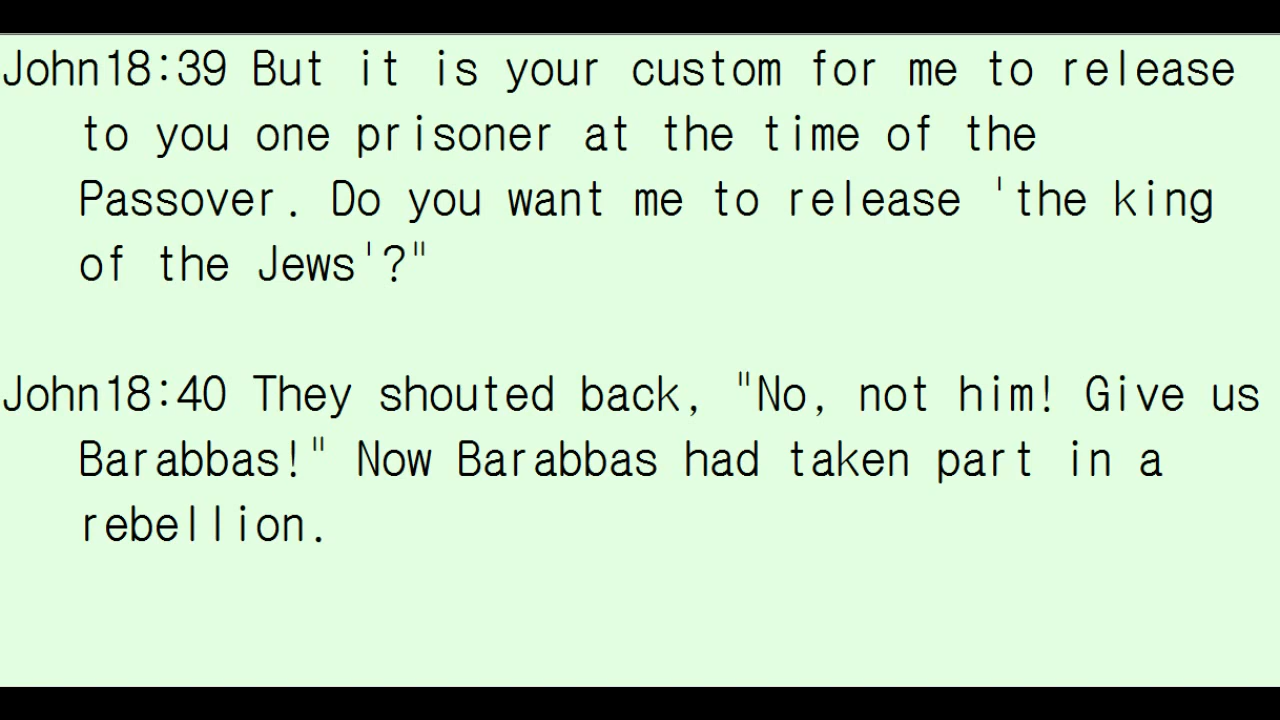 John18:39 But it is your custom for me to release
to you one prisoner at the time of the
Passover. Do you want me to release 'the king
of the Jews'?"
John18:40 They shouted back, "No, not him! Give us
Barabbas!" Now Barabbas had taken part in a
rebellion.